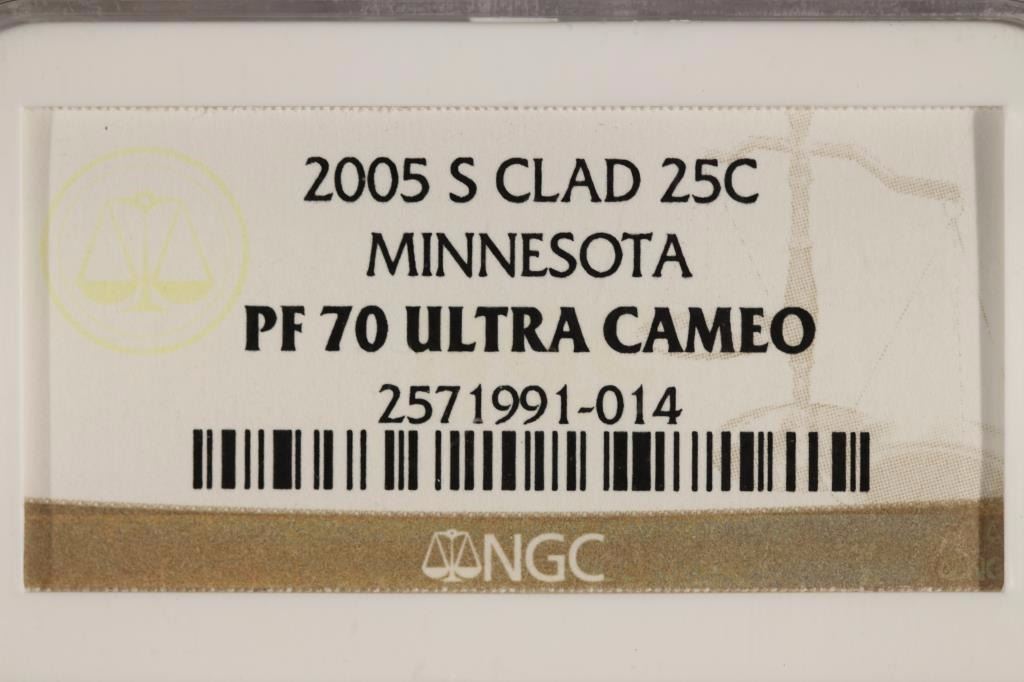 2005 S CLAD 25C
MINNESOTA
PF 70 ULTRA CAMEO
2571991-014
NGC